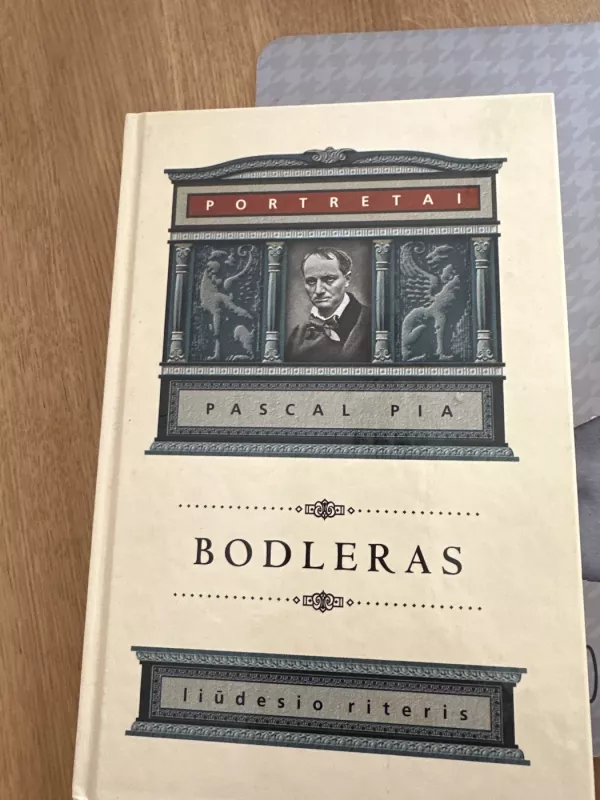 PORTRETAI
PASCAL PIA
BODLERAS
liūdesio riteris